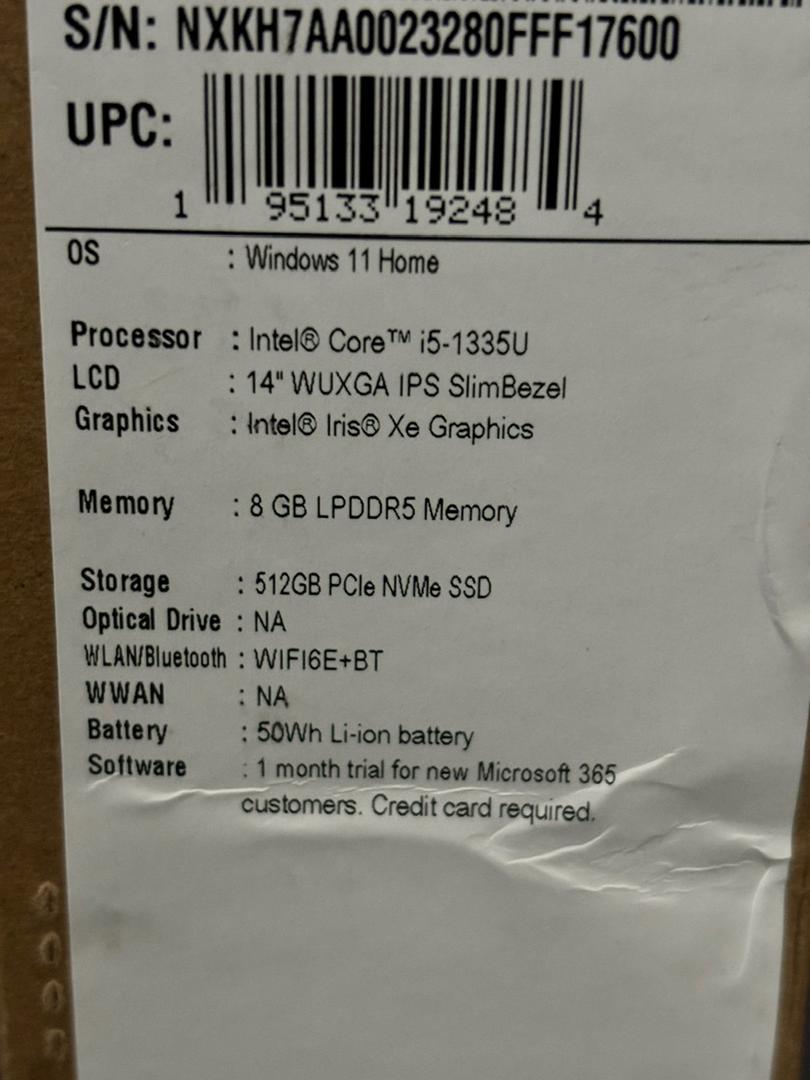 S/N: NXKH7AA0023280FFF17600
UPC:
1 95133 19248 4
OS : Windows 11 Home
Processor : Intel® Core™ i5-1335U
LCD : 14" WUXGA IPS SlimBezel
Graphics : Intel® Iris® Xe Graphics
Memory : 8 GB LPDDR5 Memory
Storage : 512GB PCIe NVMe SSD
Optical Drive : NA
WLAN/Bluetooth : WIFI6E+BT
WWAN : NA
Battery : 50Wh Li-ion battery
Software : 1 month trial for new Microsoft 365
customers. Credit card required.